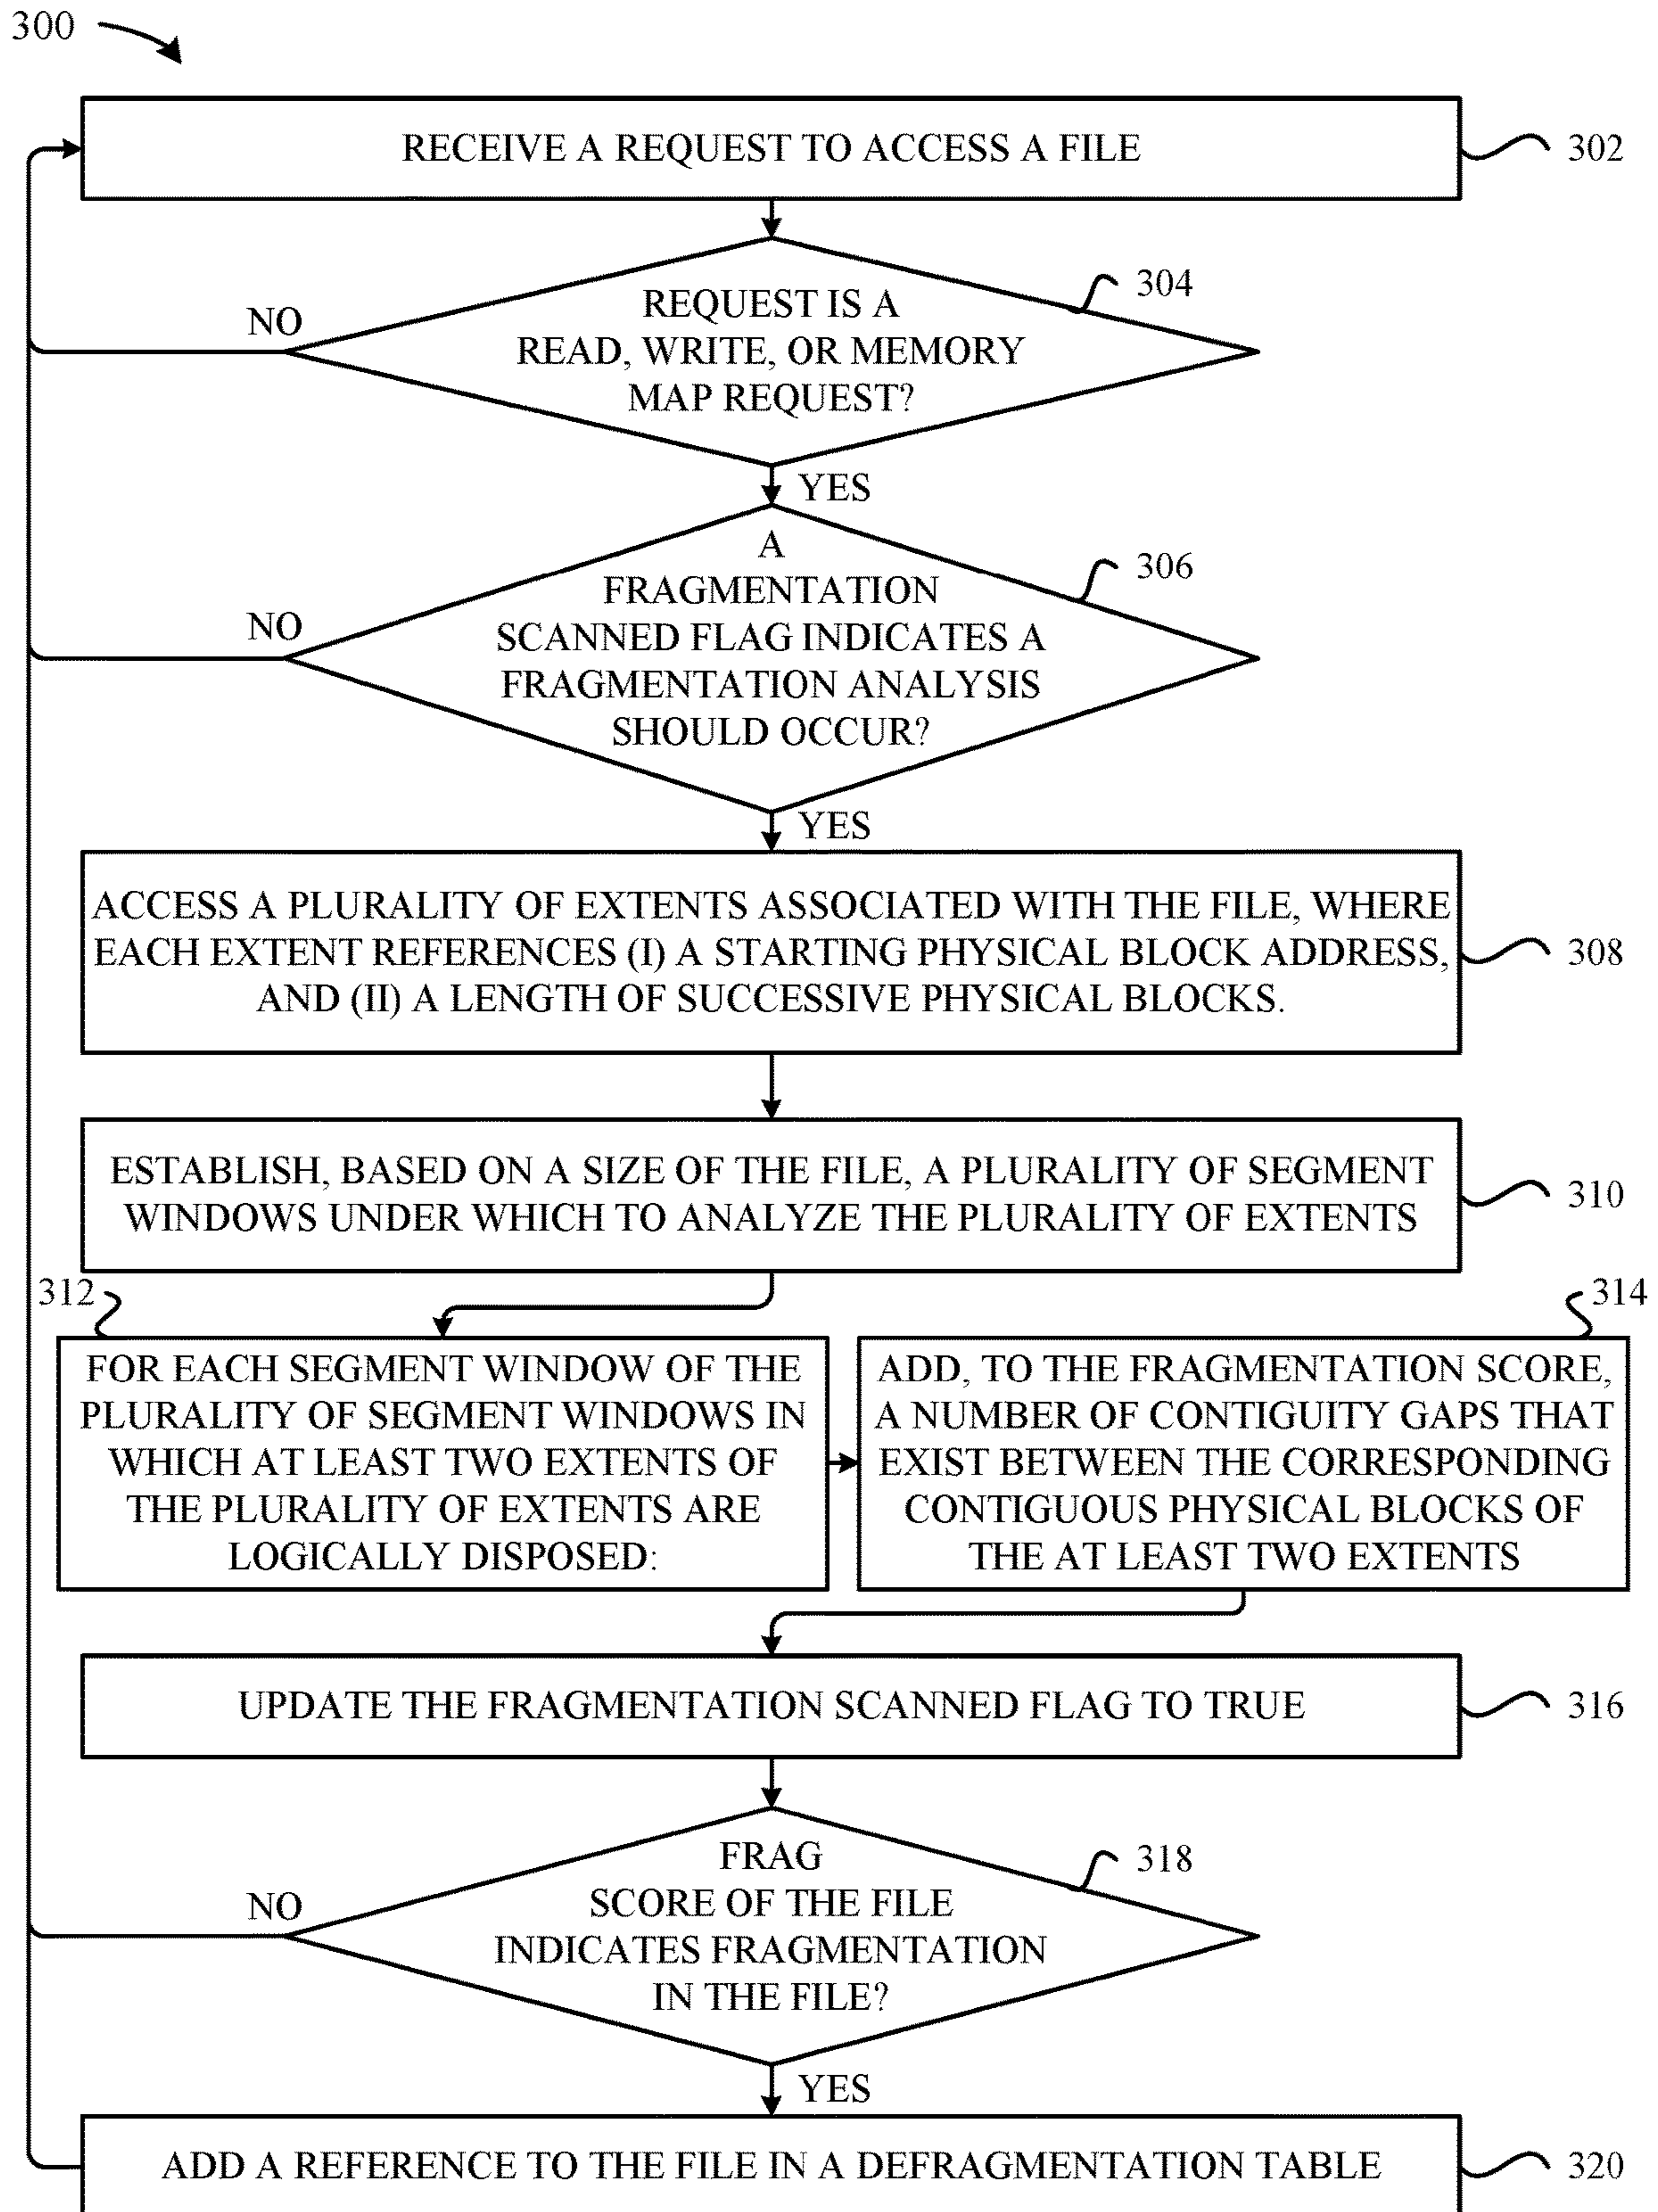 300
RECEIVE A REQUEST TO ACCESS A FILE
302
304
REQUEST IS A
READ, WRITE, OR MEMORY
MAP REQUEST?
NO
YES
306
A
FRAGMENTATION
SCANNED FLAG INDICATES A
FRAGMENTATION ANALYSIS
SHOULD OCCUR?
NO
YES
ACCESS A PLURALITY OF EXTENTS ASSOCIATED WITH THE FILE, WHERE
EACH EXTENT REFERENCES (I) A STARTING PHYSICAL BLOCK ADDRESS,
AND (II) A LENGTH OF SUCCESSIVE PHYSICAL BLOCKS.
308
ESTABLISH, BASED ON A SIZE OF THE FILE, A PLURALITY OF SEGMENT
WINDOWS UNDER WHICH TO ANALYZE THE PLURALITY OF EXTENTS
310
312
FOR EACH SEGMENT WINDOW OF THE
PLURALITY OF SEGMENT WINDOWS IN
WHICH AT LEAST TWO EXTENTS OF
THE PLURALITY OF EXTENTS ARE
LOGICALLY DISPOSED:
314
ADD, TO THE FRAGMENTATION SCORE,
A NUMBER OF CONTIGUITY GAPS THAT
EXIST BETWEEN THE CORRESPONDING
CONTIGUOUS PHYSICAL BLOCKS OF
THE AT LEAST TWO EXTENTS
UPDATE THE FRAGMENTATION SCANNED FLAG TO TRUE
316
318
FRAG
SCORE OF THE FILE
INDICATES FRAGMENTATION
IN THE FILE?
NO
YES
ADD A REFERENCE TO THE FILE IN A DEFRAGMENTATION TABLE
320